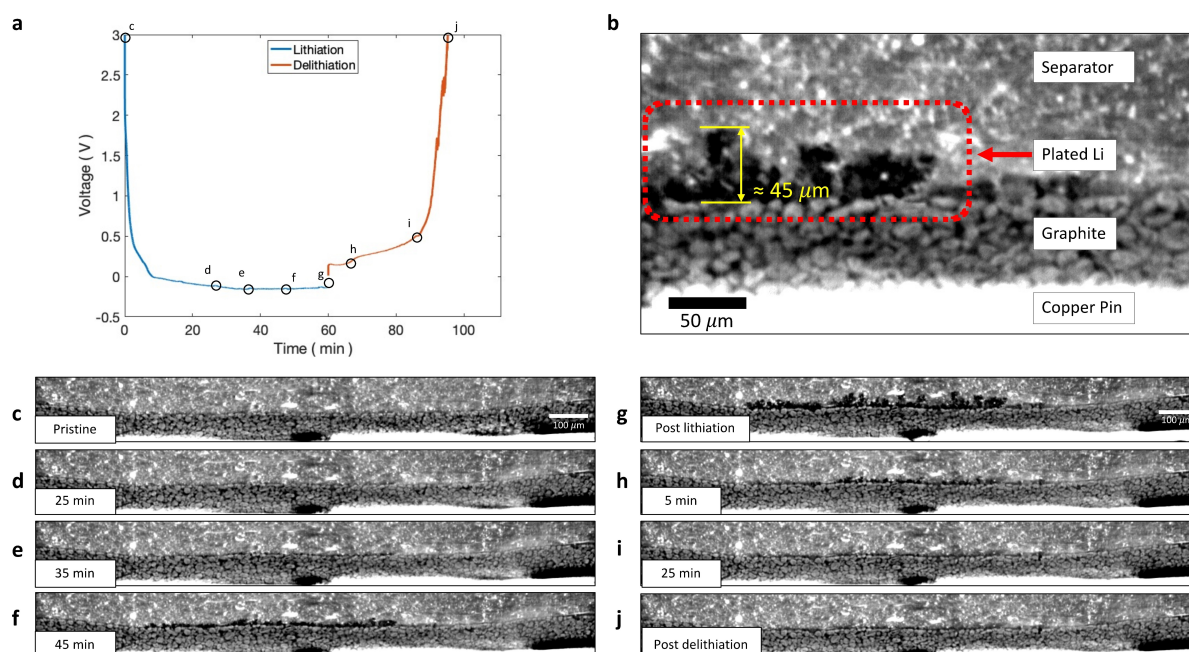 a
c
j
3
Lithiation
Delithiation
2.5
2
1.5
1
0.5
0
-0.5
Voltage ( V )
d
e
f
g
h
i
0
20
40
60
80
100
Time ( min )
b
Separator
Plated Li
≈ 45 μm
Graphite
Copper Pin
50 μm
c
Pristine
100 μm
d
25 min
e
35 min
f
45 min
g
Post lithiation
100 μm
h
5 min
i
25 min
j
Post delithiation